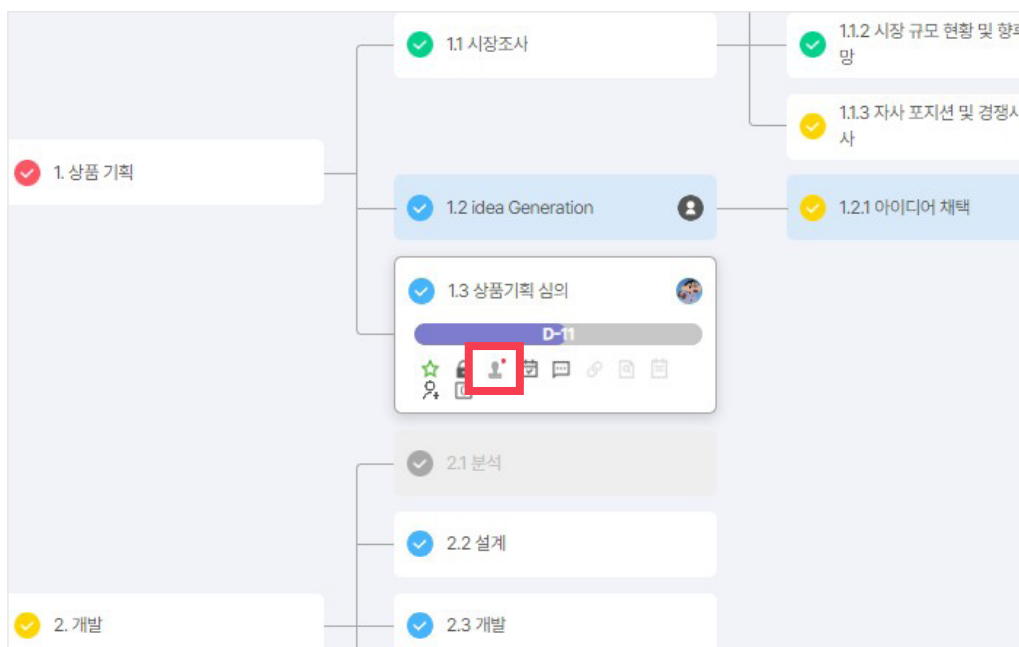 1.1 시장조사
1.1.2 시장 규모 현황 및 향후
망
1.1.3 자사 포지션 및 경쟁사
사
1. 상품 기획
1.2 idea Generation
1.2.1 아이디어 채택
1.3 상품기획 심의
D-11
2.1 분석
2.2 설계
2. 개발
2.3 개발